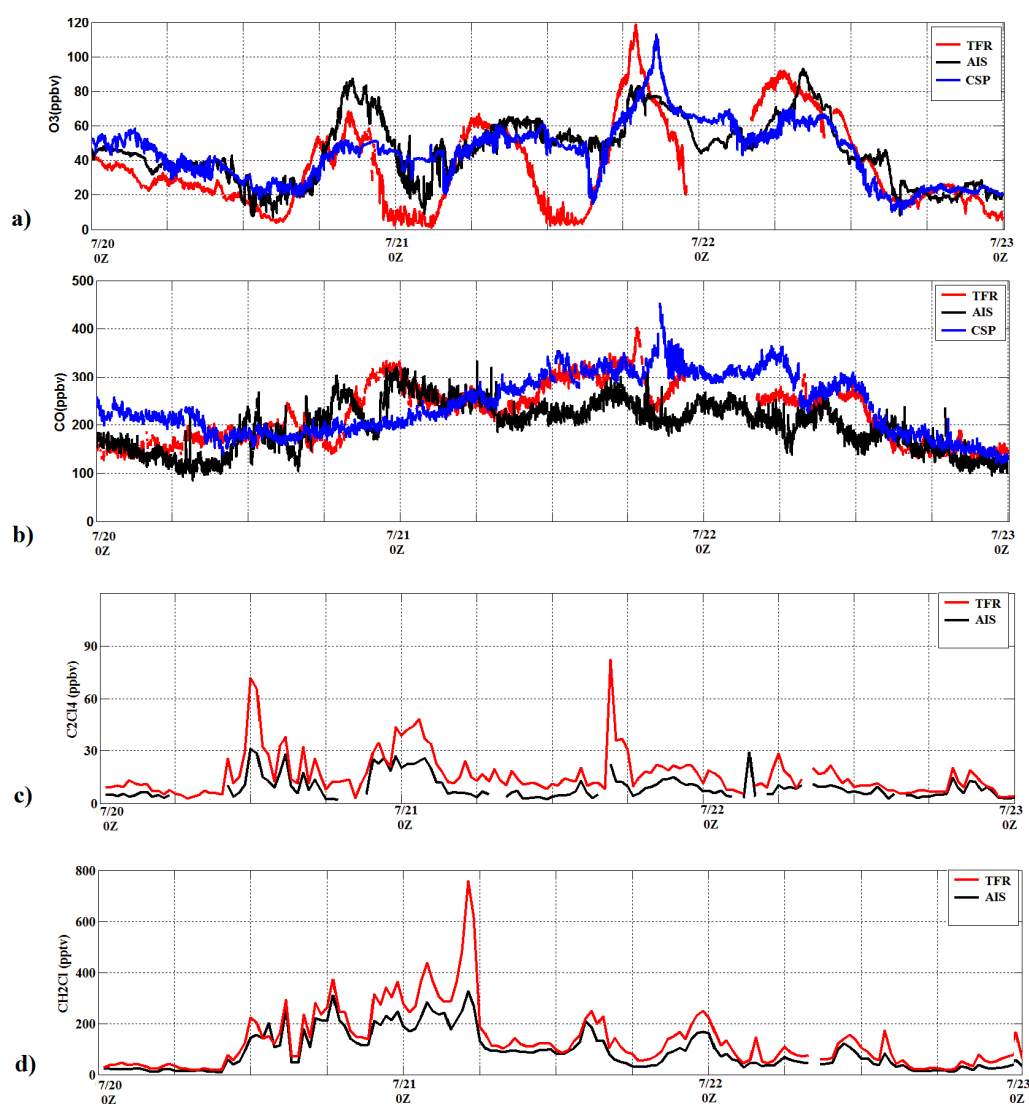 120
100
80
60
40
20
0
O3(ppbv)
TFR
AIS
CSP
a)
7/20 7/21 7/22 7/23
0Z 0Z 0Z 0Z
500
400
300
200
100
0
CO(ppbv)
TFR
AIS
CSP
b)
7/20 7/21 7/22 7/23
0Z 0Z 0Z 0Z
90
60
30
0
C2Cl4 (ppbv)
TFR
AIS
c)
7/20 7/21 7/22 7/23
0Z 0Z 0Z 0Z
800
600
400
200
0
CH2Cl (pptv)
TFR
AIS
d)
7/20 7/21 7/22 7/23
0Z 0Z 0Z 0Z